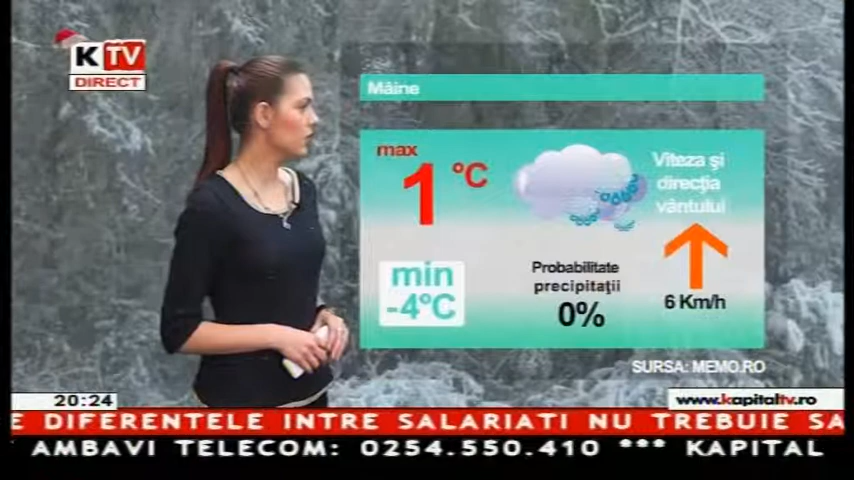 KTV
DIRECT
Mâine
max
1 °C
min
-4°C
Probabilitate
precipitaţii
0%
Viteza şi
direcţia
vântului
6 Km/h
SURSA: MEMO.RO
20:24
www.kapitaltv.ro
E DIFERENTELE INTRE SALARIATI NU TREBUIE SA
AMBAVI TELECOM: 0254.550.410 *** KAPITAL